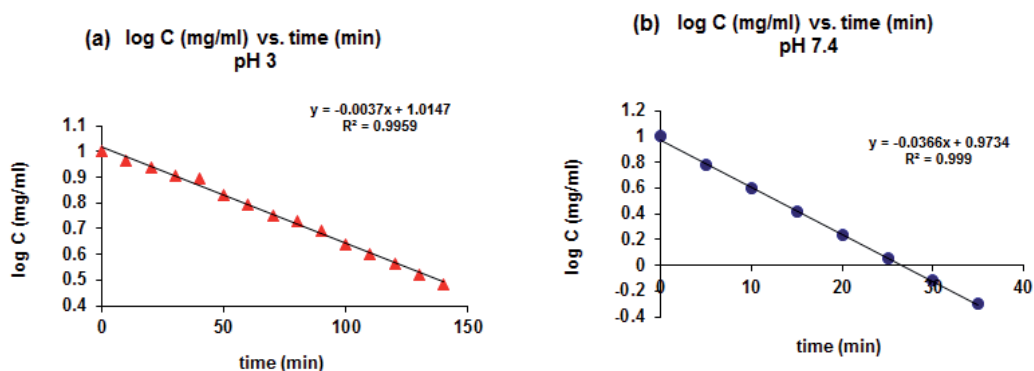 (a) log C (mg/ml) vs. time (min)
pH 3
y = -0.0037x + 1.0147
R² = 0.9959
log C (mg/ml)
1.1
1
0.9
0.8
0.7
0.6
0.5
0.4
0
50
100
150
time (min)
(b) log C (mg/ml) vs. time (min)
pH 7.4
y = -0.0366x + 0.9734
R² = 0.999
log C (mg/ml)
1.2
1
0.8
0.6
0.4
0.2
0
-0.2
-0.4
0
10
20
30
40
time (min)